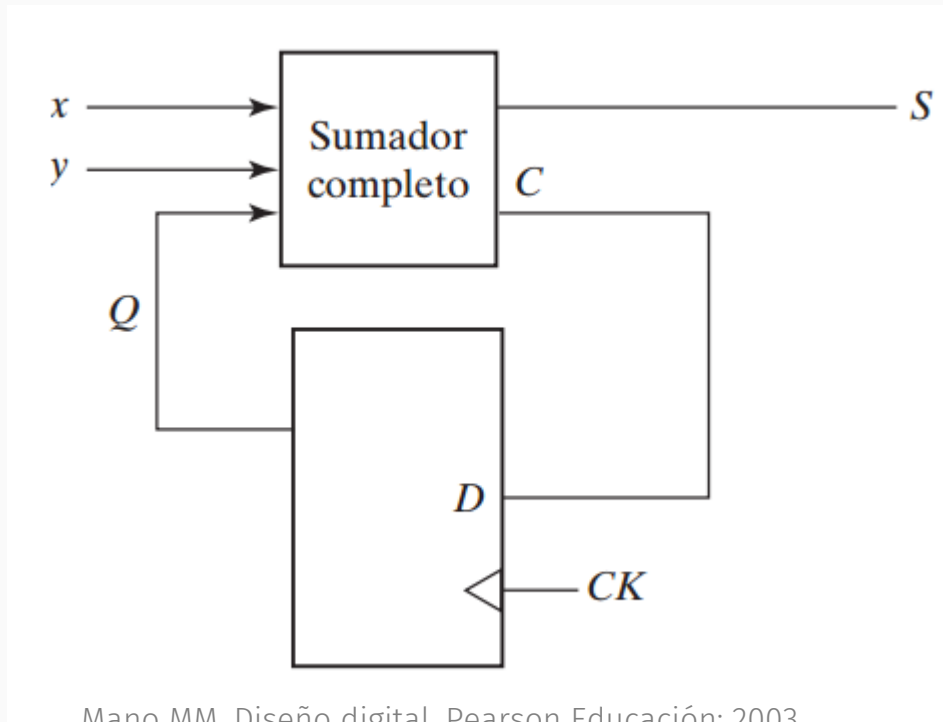 x
S
y
Sumador
completo
C
Q
D
CK
Mano MM. Diseño digital. Pearson Educación; 2003